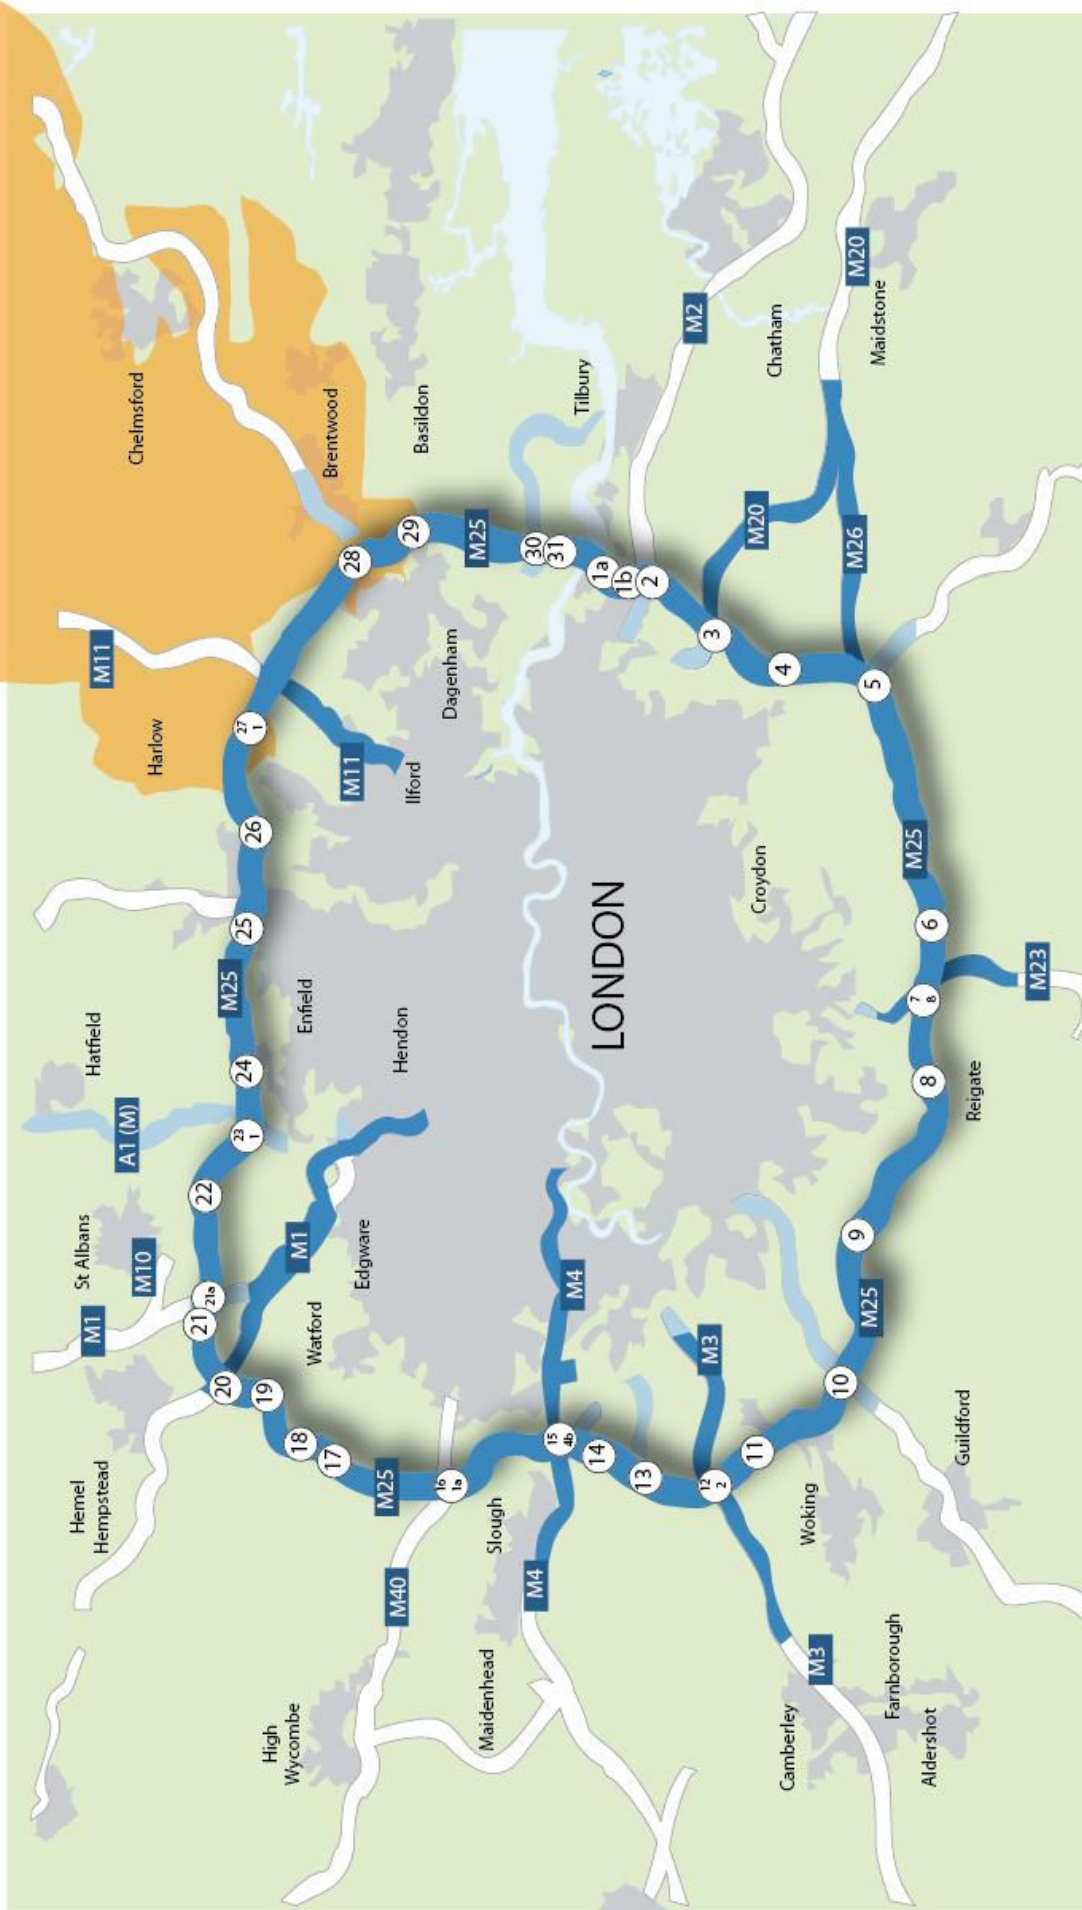 Hemel
Hempstead
M1
St Albans
M10
Hatfield
A1 (M)
Harlow
M11
Chelmsford
21
21a
22
20
19
23
1
24
M25
25
26
27
1
High
Wycombe
18
17
Watford
M1
Edgware
Enfield
M11
Brentwood
28
M25
M40
Hendon
Ilford
29
Basildon
16
1a
Dagenham
M25
Maidenhead
Slough
M4
15
4b
M4
30
31
Tilbury
14
LONDON
1a
1b
2
13
M2
12
2
M3
3
11
Croydon
M20
Chatham
4
Camberley
M3
Woking
10
9
M25
5
M26
M20
Maidstone
Farnborough
Aldershot
Guildford
8
7
8
6
M25
Reigate
M23